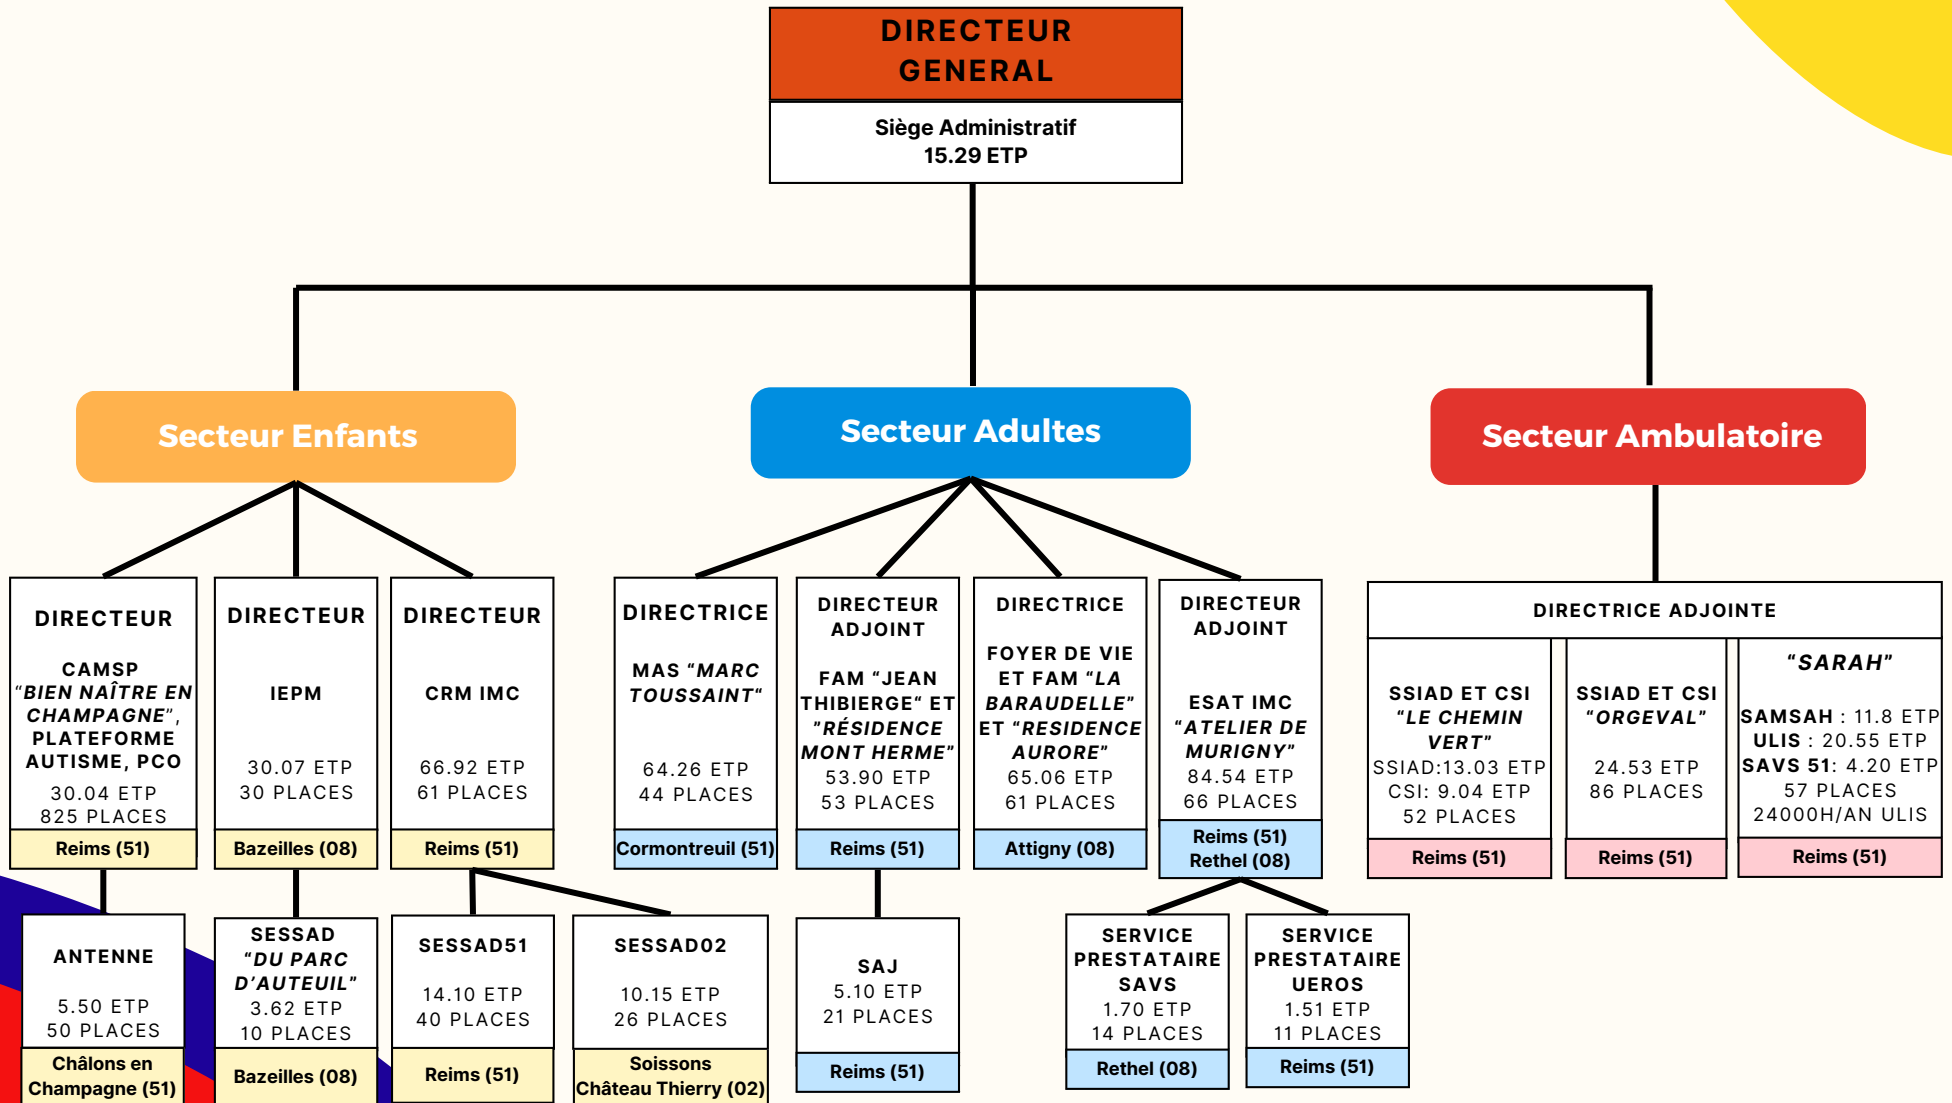 DIRECTEUR
GENERAL
Siège Administratif
15.29 ETP
Secteur Enfants
Secteur Adultes
Secteur Ambulatoire
DIRECTEUR
CAMSP
“BIEN NAÎTRE EN
CHAMPAGNE”,
PLATEFORME
AUTISME, PCO
30.04 ETP
825 PLACES
Reims (51)
DIRECTEUR
IEPM
30.07 ETP
30 PLACES
Bazeilles (08)
DIRECTEUR
CRM IMC
66.92 ETP
61 PLACES
Reims (51)
DIRECTRICE
MAS “MARC
TOUSSAINT“
64.26 ETP
44 PLACES
Cormontreuil (51)
DIRECTEUR
ADJOINT
FAM “JEAN
THIBIERGE“ ET
”RÉSIDENCE
MONT HERME”
53.90 ETP
53 PLACES
Reims (51)
DIRECTRICE
FOYER DE VIE
ET FAM “LA
BARAUDELLE”
ET “RESIDENCE
AURORE”
65.06 ETP
61 PLACES
Attigny (08)
DIRECTEUR
ADJOINT
ESAT IMC
“ATELIER DE
MURIGNY”
84.54 ETP
66 PLACES
Reims (51)
Rethel (08)
DIRECTRICE ADJOINTE
SSIAD ET CSI
“LE CHEMIN
VERT”
SSIAD:13.03 ETP
CSI: 9.04 ETP
52 PLACES
Reims (51)
SSIAD ET CSI
“ORGEVAL”
24.53 ETP
86 PLACES
Reims (51)
“SARAH”
SAMSAH : 11.8 ETP
ULIS : 20.55 ETP
SAVS 51: 4.20 ETP
57 PLACES
24000H/AN ULIS
Reims (51)
ANTENNE
5.50 ETP
50 PLACES
Châlons en
Champagne (51)
SESSAD
“DU PARC
D’AUTEUIL”
3.62 ETP
10 PLACES
Bazeilles (08)
SESSAD51
14.10 ETP
40 PLACES
Reims (51)
SESSAD02
10.15 ETP
26 PLACES
Soissons
Château Thierry (02)
SAJ
5.10 ETP
21 PLACES
Reims (51)
SERVICE
PRESTATAIRE
SAVS
1.70 ETP
14 PLACES
Rethel (08)
SERVICE
PRESTATAIRE
UEROS
1.51 ETP
11 PLACES
Reims (51)